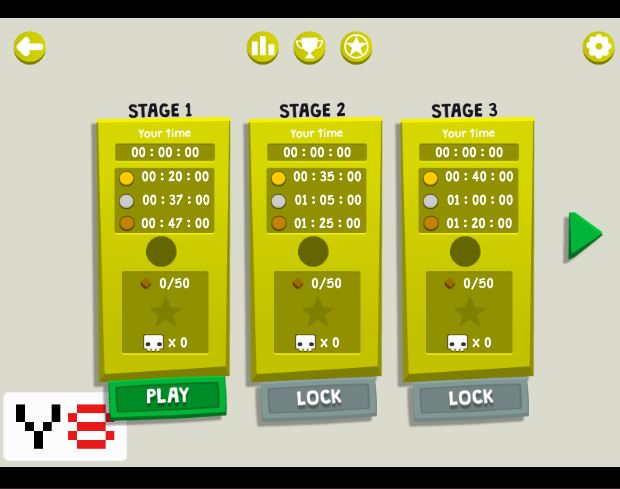 STAGE 1
Your time
00 : 00 : 00
00 : 20 : 00
00 : 37 : 00
00 : 47 : 00
0/50
x 0
PLAY
STAGE 2
Your time
00 : 00 : 00
00 : 35 : 00
01 : 05 : 00
01 : 25 : 00
0/50
x 0
LOCK
STAGE 3
Your time
00 : 00 : 00
00 : 40 : 00
01 : 00 : 00
01 : 20 : 00
0/50
x 0
LOCK
Y8